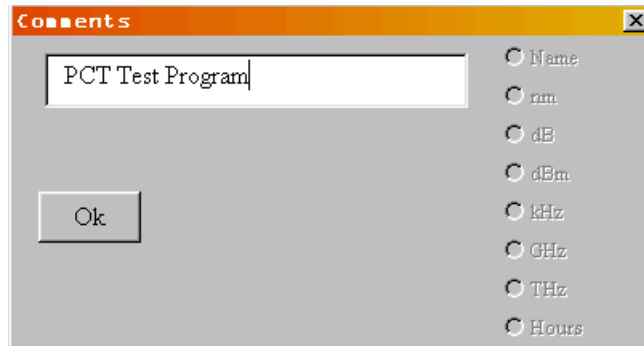 Comments
PCT Test Program
Name
nm
dB
dBm
kHz
GHz
THz
Hours
Ok